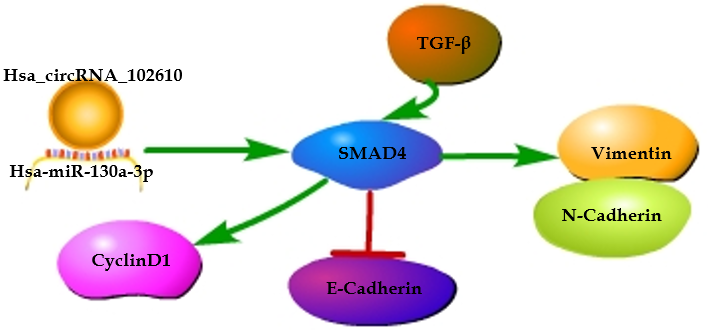 TGF-β
Hsa_circRNA_102610
Hsa-miR-130a-3p
SMAD4
Vimentin
N-Cadherin
CyclinD1
E-Cadherin